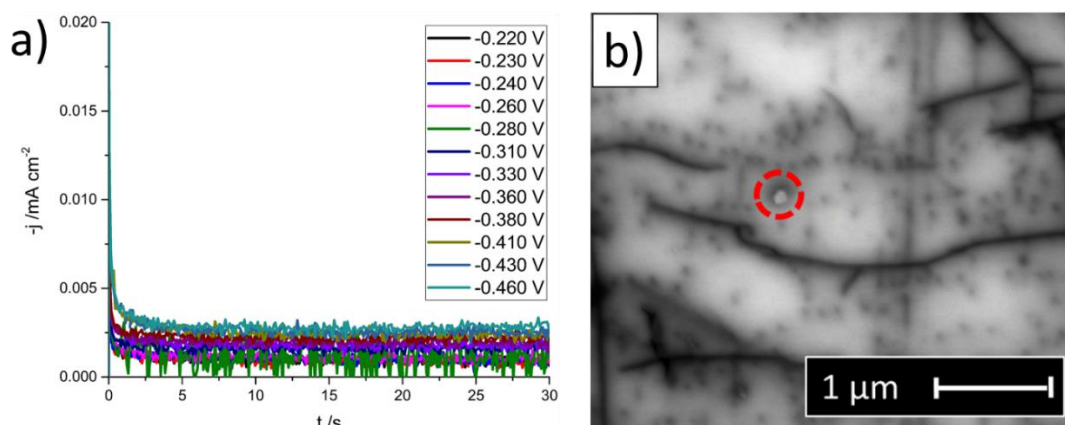 a)
-j /mA cm⁻²
0.020
0.015
0.010
0.005
0.000
0
5
10
15
20
25
30
t /s
-0.220 V
-0.230 V
-0.240 V
-0.260 V
-0.280 V
-0.310 V
-0.330 V
-0.360 V
-0.380 V
-0.410 V
-0.430 V
-0.460 V
b)
1 µm